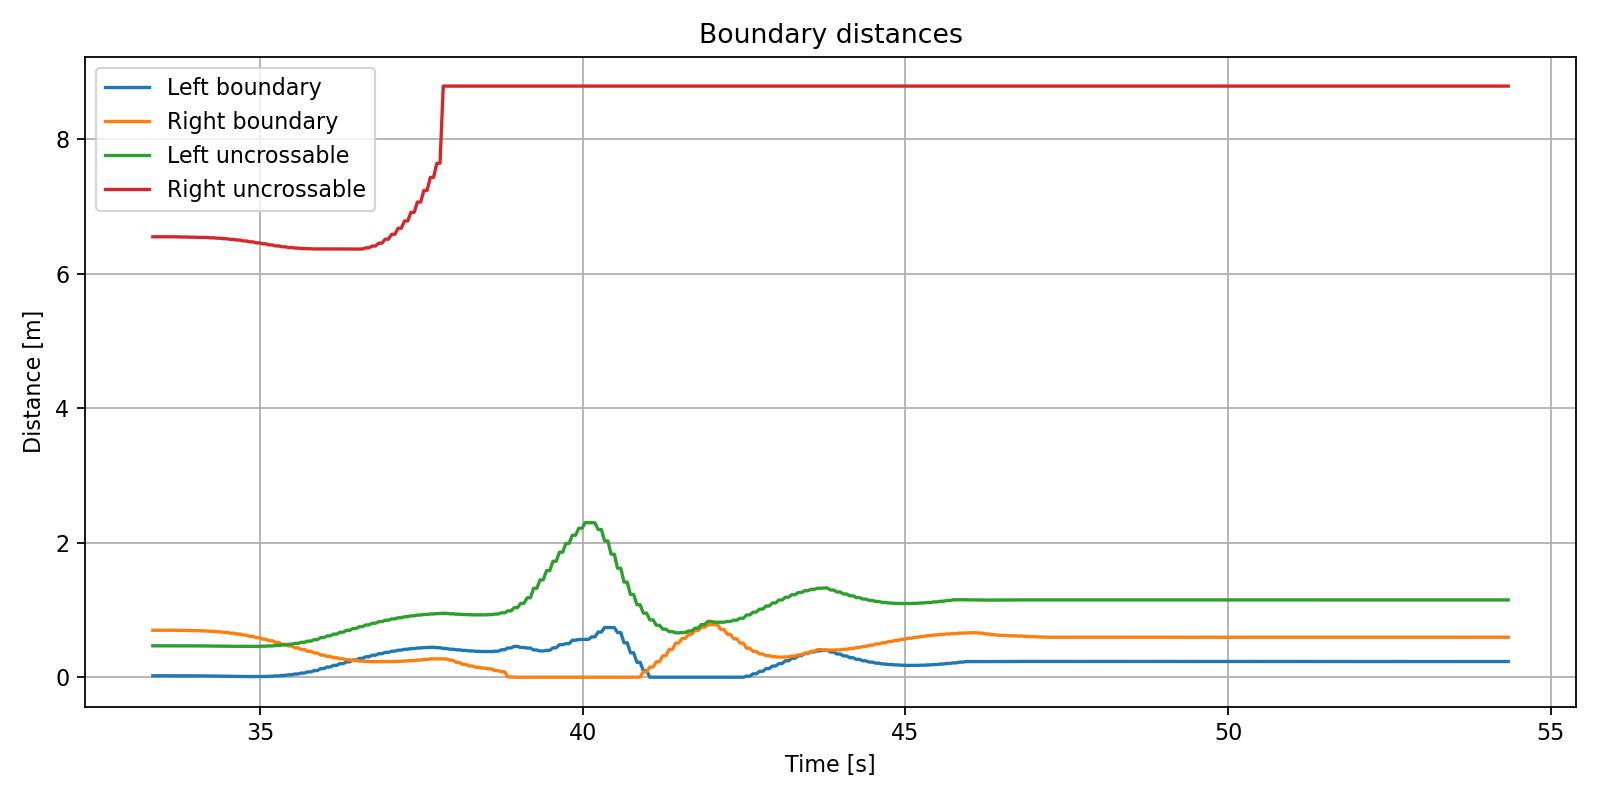 Boundary distances
Left boundary
Right boundary
Left uncrossable
Right uncrossable
8
6
4
2
0
Distance [m]
35
40
45
50
55
Time [s]